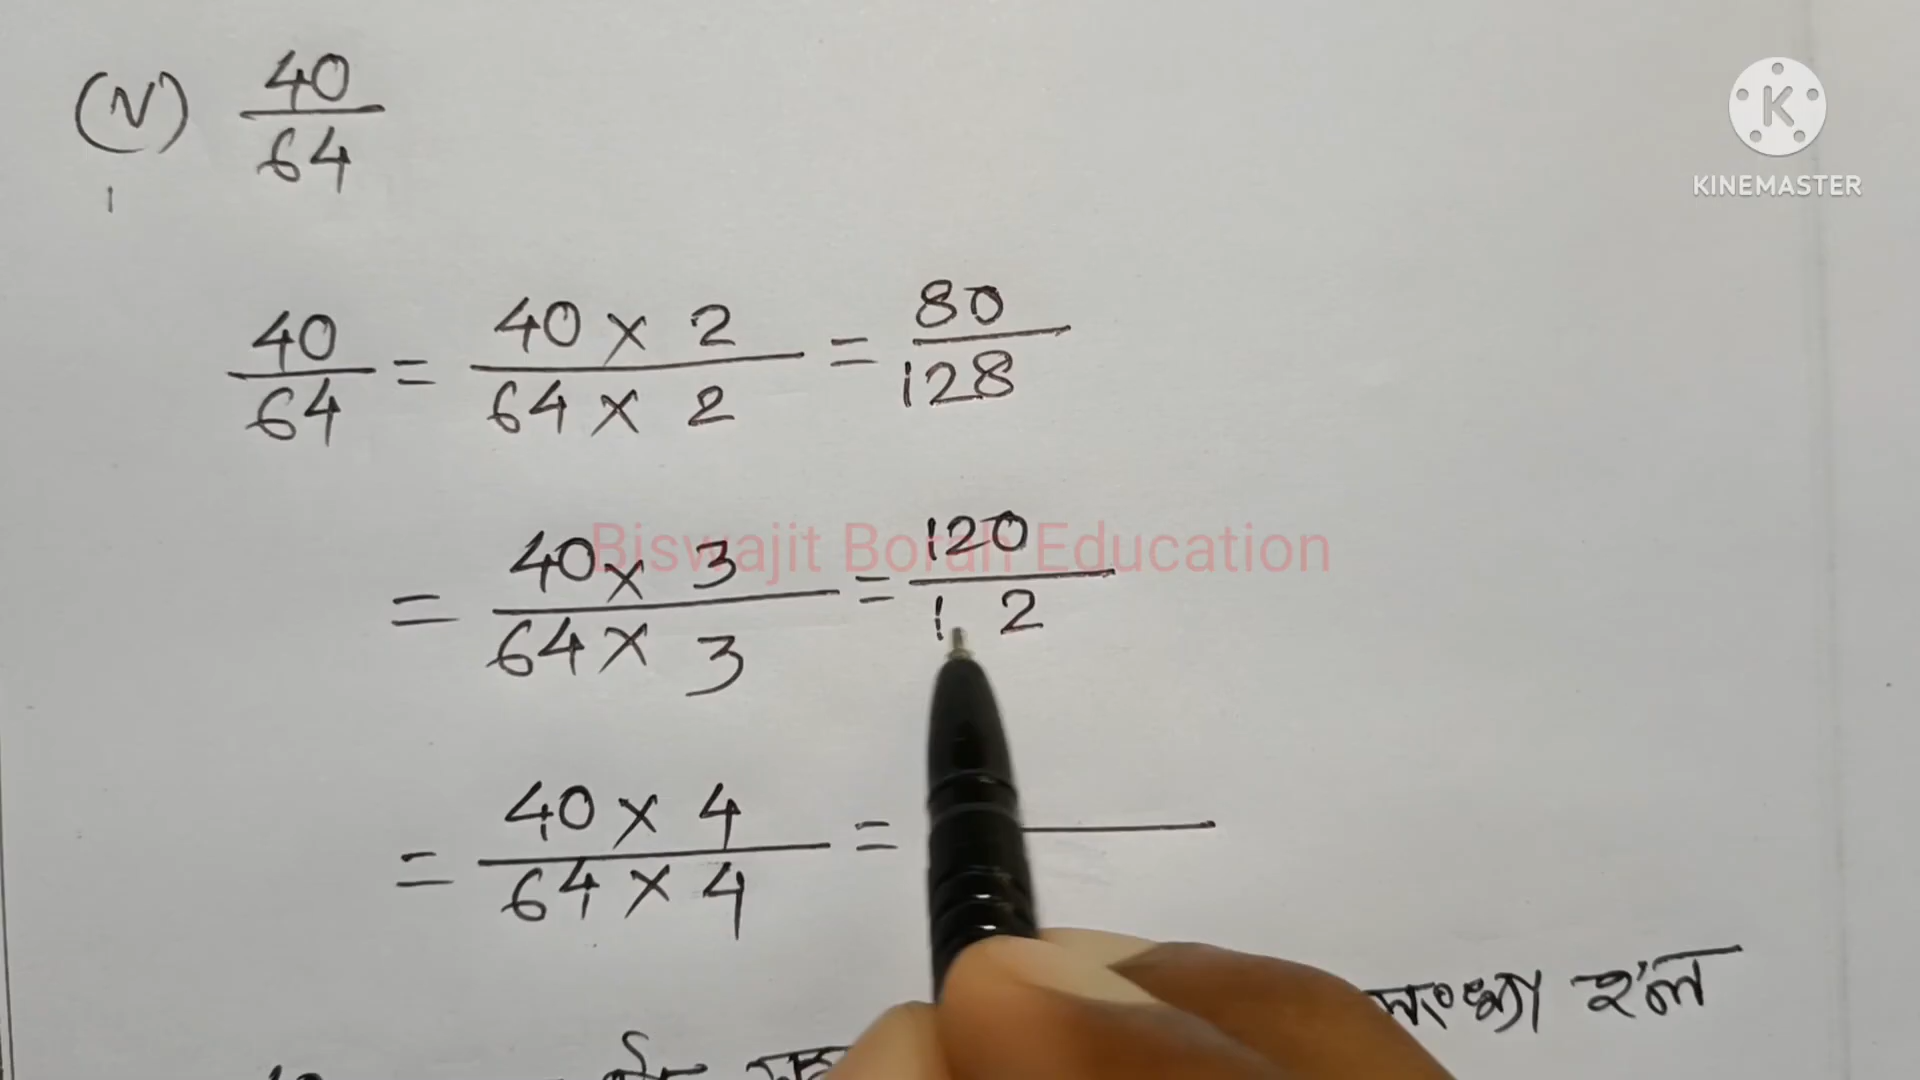 (iv) 40/64
KINEMASTER
40/64 = 40 × 2 / 64 × 2 = 80/128
Biswajit Borah Education
= 40 × 3 / 64 × 3 = 120 / 1 2
= 40 × 4 / 64 × 4 =
সংখ্যা হ'ল